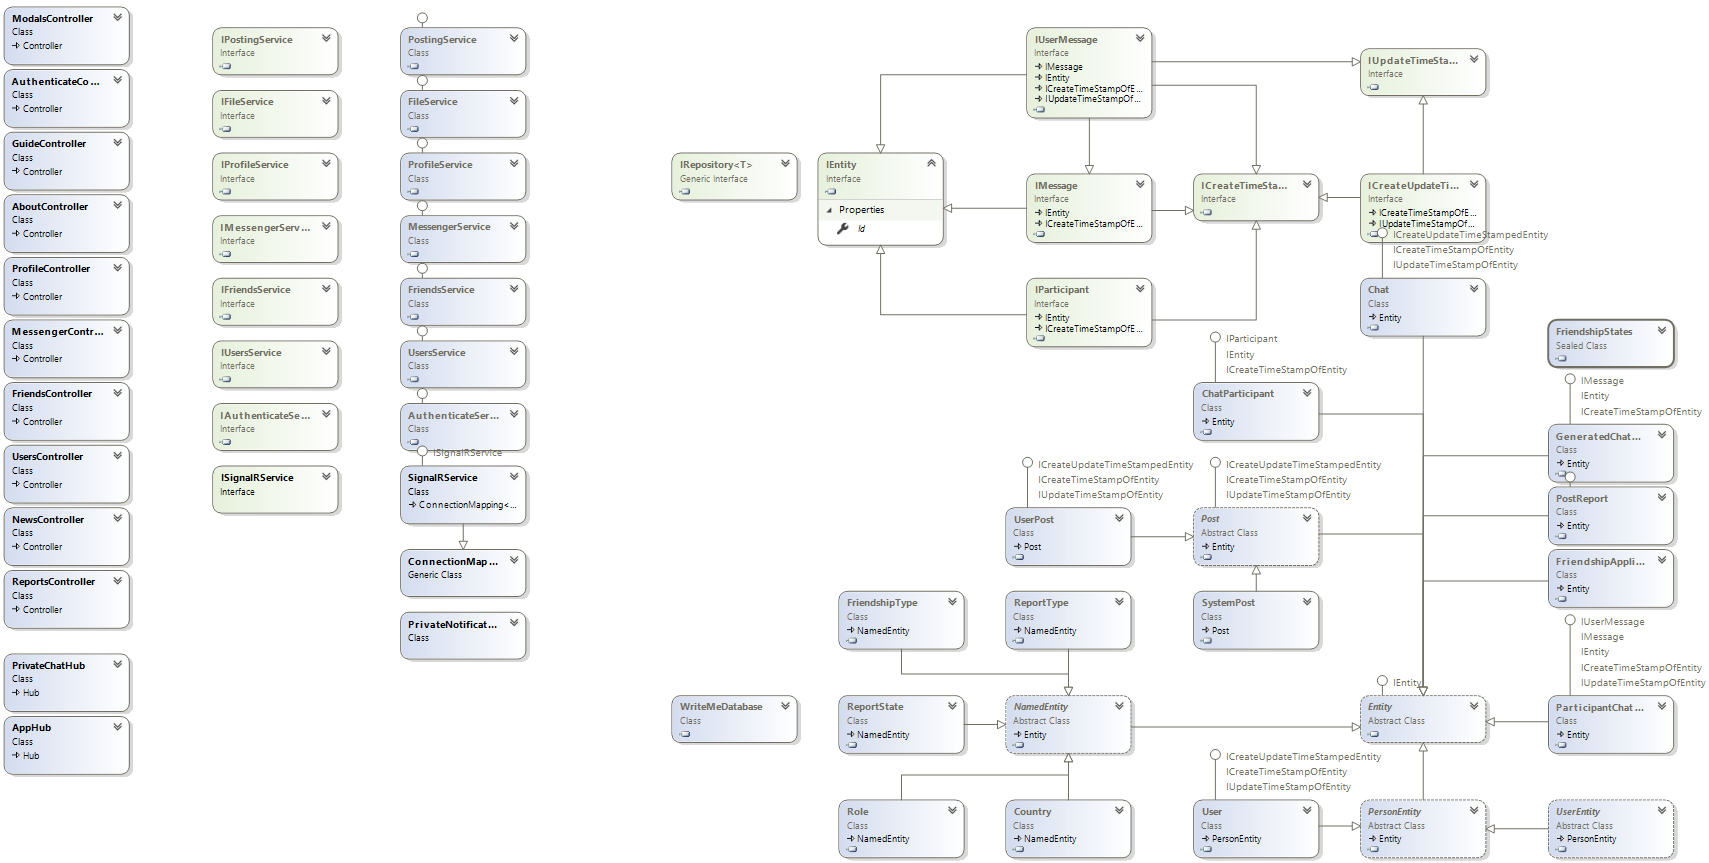 ModalsController
Class
Controller
AuthenticateCo ...
Class
Controller
GuideController
Class
Controller
AboutController
Class
Controller
ProfileController
Class
Controller
MessengerContr...
Class
Controller
FriendsController
Class
Controller
UsersController
Class
Controller
NewsController
Class
Controller
ReportsController
Class
Controller
PrivateChatHub
Class
Hub
AppHub
Class
Hub
IPostingService
Interface
IFileService
Interface
IProfileService
Interface
IMessengerServ...
Interface
IFriendsService
Interface
IUsersService
Interface
IAuthenticateSe...
Interface
ISignalRService
Interface
PostingService
Class
FileService
Class
ProfileService
Class
MessengerService
Class
FriendsService
Class
UsersService
Class
AuthenticateSer...
Class
ISignalRService
SignalRService
Class
ConnectionMapping<...
ConnectionMap ...
Generic Class
PrivateNotificat...
Class
IRepository<T>
Generic Interface
IEntity
Interface
Properties
Id
IUserMessage
Interface
IMessage
IEntity
ICreateTimeStampOfE...
IUpdateTimeStampOf...
IMessage
Interface
IEntity
ICreateTimeStampOfE...
IParticipant
Interface
IEntity
ICreateTimeStampOfE...
IUpdateTimeSta...
Interface
ICreateTimeSta...
Interface
ICreateUpdateTi...
Interface
ICreateTimeStampOfE...
IUpdateTimeStampOf...
ICreateUpdateTimeStampedEntity
ICreateTimeStampOfEntity
IUpdateTimeStampOfEntity
Chat
Class
Entity
FriendshipStates
Sealed Class
IParticipant
IEntity
ICreateTimeStampOfEntity
ChatParticipant
Class
Entity
IMessage
IEntity
ICreateTimeStampOfEntity
GeneratedChat...
Class
Entity
PostReport
Class
Entity
FriendshipAppli...
Class
Entity
ICreateUpdateTimeStampedEntity
ICreateTimeStampOfEntity
IUpdateTimeStampOfEntity
UserPost
Class
Post
ICreateUpdateTimeStampedEntity
ICreateTimeStampOfEntity
IUpdateTimeStampOfEntity
Post
Abstract Class
Entity
FriendshipType
Class
NamedEntity
ReportType
Class
NamedEntity
SystemPost
Class
Post
IUserMessage
IMessage
IEntity
ICreateTimeStampOfEntity
IUpdateTimeStampOfEntity
ParticipantChat ...
Class
Entity
WriteMeDatabase
Class
ReportState
Class
NamedEntity
NamedEntity
Abstract Class
Entity
IEntity
Entity
Abstract Class
ICreateUpdateTimeStampedEntity
ICreateTimeStampOfEntity
IUpdateTimeStampOfEntity
Role
Class
NamedEntity
Country
Class
NamedEntity
User
Class
PersonEntity
PersonEntity
Abstract Class
Entity
UserEntity
Abstract Class
PersonEntity